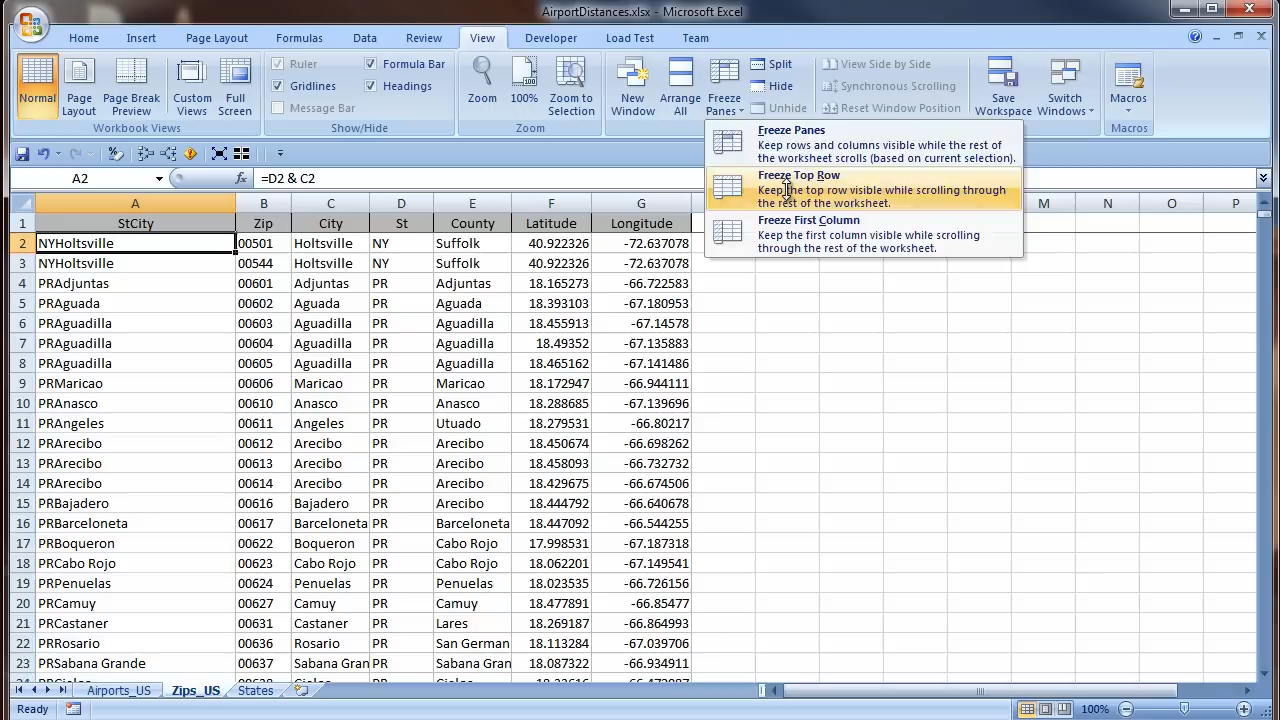 AirportDistances.xlsx - Microsoft Excel
Home Insert Page Layout Formulas Data Review View Developer Load Test Team
Normal
Page Layout
Page Break Preview
Custom Views
Full Screen
Workbook Views
Ruler
Formula Bar
Gridlines
Headings
Message Bar
Show/Hide
Zoom
100%
Zoom to Selection
Zoom
New Window
Arrange All
Freeze Panes
Split
Hide
Unhide
View Side by Side
Synchronous Scrolling
Reset Window Position
Save Workspace
Switch Windows
Macros
Macros
Freeze Panes
Keep rows and columns visible while the rest of
the worksheet scrolls (based on current selection).
Freeze Top Row
Keep the top row visible while scrolling through
the rest of the worksheet.
Freeze First Column
Keep the first column visible while scrolling
through the rest of the worksheet.
A2 fx =D2 & C2
A B C D E F G M N O P
1 StCity Zip City St County Latitude Longitude
2 NYHoltsville 00501 Holtsville NY Suffolk 40.922326 -72.637078
3 NYHoltsville 00544 Holtsville NY Suffolk 40.922326 -72.637078
4 PRAdjuntas 00601 Adjuntas PR Adjuntas 18.165273 -66.722583
5 PRAguada 00602 Aguada PR Aguada 18.393103 -67.180953
6 PRAguadilla 00603 Aguadilla PR Aguadilla 18.455913 -67.14578
7 PRAguadilla 00604 Aguadilla PR Aguadilla 18.49352 -67.135883
8 PRAguadilla 00605 Aguadilla PR Aguadilla 18.465162 -67.141486
9 PRMaricao 00606 Maricao PR Maricao 18.172947 -66.944111
10 PRAnasco 00610 Anasco PR Anasco 18.288685 -67.139696
11 PRAngeles 00611 Angeles PR Utuado 18.279531 -66.80217
12 PRArecibo 00612 Arecibo PR Arecibo 18.450674 -66.698262
13 PRArecibo 00613 Arecibo PR Arecibo 18.458093 -66.732732
14 PRArecibo 00614 Arecibo PR Arecibo 18.429675 -66.674506
15 PRBajadero 00616 Bajadero PR Arecibo 18.444792 -66.640678
16 PRBarceloneta 00617 Barceloneta PR Barceloneta 18.447092 -66.544255
17 PRBoqueron 00622 Boqueron PR Cabo Rojo 17.998531 -67.187318
18 PRCabo Rojo 00623 Cabo Rojo PR Cabo Rojo 18.062201 -67.149541
19 PRPenuelas 00624 Penuelas PR Penuelas 18.023535 -66.726156
20 PRCamuy 00627 Camuy PR Camuy 18.477891 -66.85477
21 PRCastaner 00631 Castaner PR Lares 18.269187 -66.864993
22 PRRosario 00636 Rosario PR San German 18.113284 -67.039706
23 PRSabana Grande 00637 Sabana Gran PR Sabana Gran 18.087322 -66.934911
Airports_US Zips_US States
Ready 100%